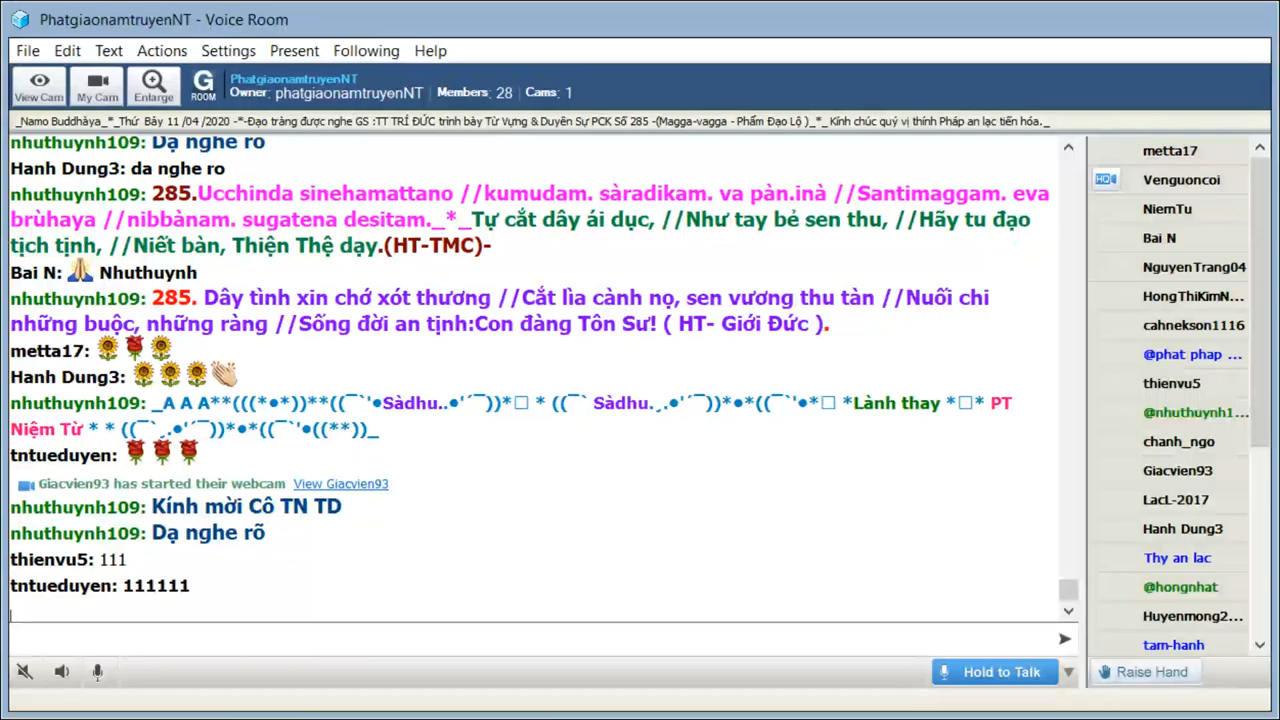 PhatgiaonamtruyenNT - Voice Room
File Edit Text Actions Settings Present Following Help
View Cam My Cam Enlarge G ROOM
PhatgiaonamtruyenNT
Owner: phatgiaonamtruyenNT Members: 28 Cams: 1
_Namo Buddhàya_*_Thứ Bảy 11 /04 /2020 -*-Đạo tràng được nghe GS :TT TRÍ ĐỨC trình bày Từ Vựng & Duyên Sự PCK Số 285 -(Magga-vagga - Phẩm Đạo Lộ )_*_ Kính chúc quý vị thính Pháp an lạc tiến hóa._
nhuthuynh109: Dạ nghe rõ
Hanh Dung3: da nghe ro
nhuthuynh109: 285.Ucchinda sinehamattano //kumudam. sàradikam. va pàn.inà //Santimaggam. eva
brùhaya //nibbànam. sugatena desitam._*_Tự cắt dây ái dục, //Như tay bẻ sen thu, //Hãy tu đạo
tịch tịnh, //Niết bàn, Thiện Thệ dạy.(HT-TMC)-
Bai N: 🙏 Nhuthuynh
nhuthuynh109: 285. Dây tình xin chớ xót thương //Cắt lìa cành nọ, sen vương thu tàn //Nuối chi
những buộc, những ràng //Sống đời an tịnh:Con đàng Tôn Sư! ( HT- Giới Đức ).
metta17: 🌻🌹🌻
Hanh Dung3: 🌻🌻🌻👏
nhuthuynh109: _A A A**(((*•*))**((¯`'•Sàdhu..•'´¯))*□ * ((¯` Sàdhu.¸.•'´¯))*•*((¯`'•*□ *Lành thay *□* PT
Niệm Từ * * ((¯`¸.•'´¯))*•*((¯`'•((**))_
tntueduyen: 🌹🌹🌹
Giacvien93 has started their webcam View Giacvien93
nhuthuynh109: Kính mời Cô TN TD
nhuthuynh109: Dạ nghe rõ
thienvu5: 111
tntueduyen: 111111
Hold to Talk
metta17
HD Venguoncoi
NiemTu
Bai N
NguyenTrang04
HongThiKimN...
cahnekson1116
@phat phap ...
thienvu5
@nhuthuynh1...
chanh_ngo
Giacvien93
LacL-2017
Hanh Dung3
Thy an lac
@hongnhat
Huyenmong2...
tam-hanh
Raise Hand